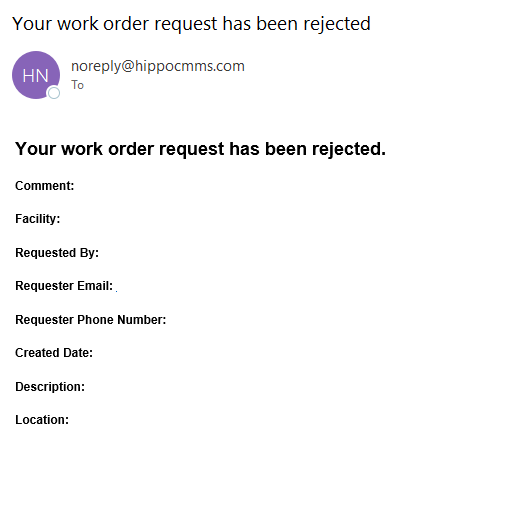 Your work order request has been rejected
HN
noreply@hippocmms.com
To
Your work order request has been rejected.
Comment:
Facility:
Requested By:
Requester Email:
Requester Phone Number:
Created Date:
Description:
Location: